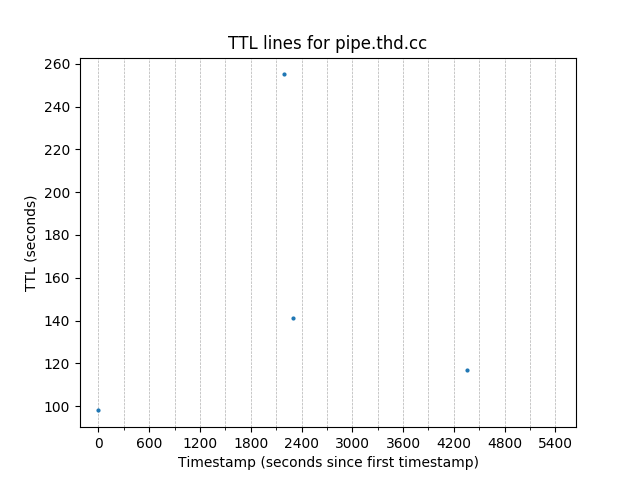 TTL lines for pipe.thd.cc
260
240
220
200
180
160
140
120
100
TTL (seconds)
0 600 1200 1800 2400 3000 3600 4200 4800 5400
Timestamp (seconds since first timestamp)